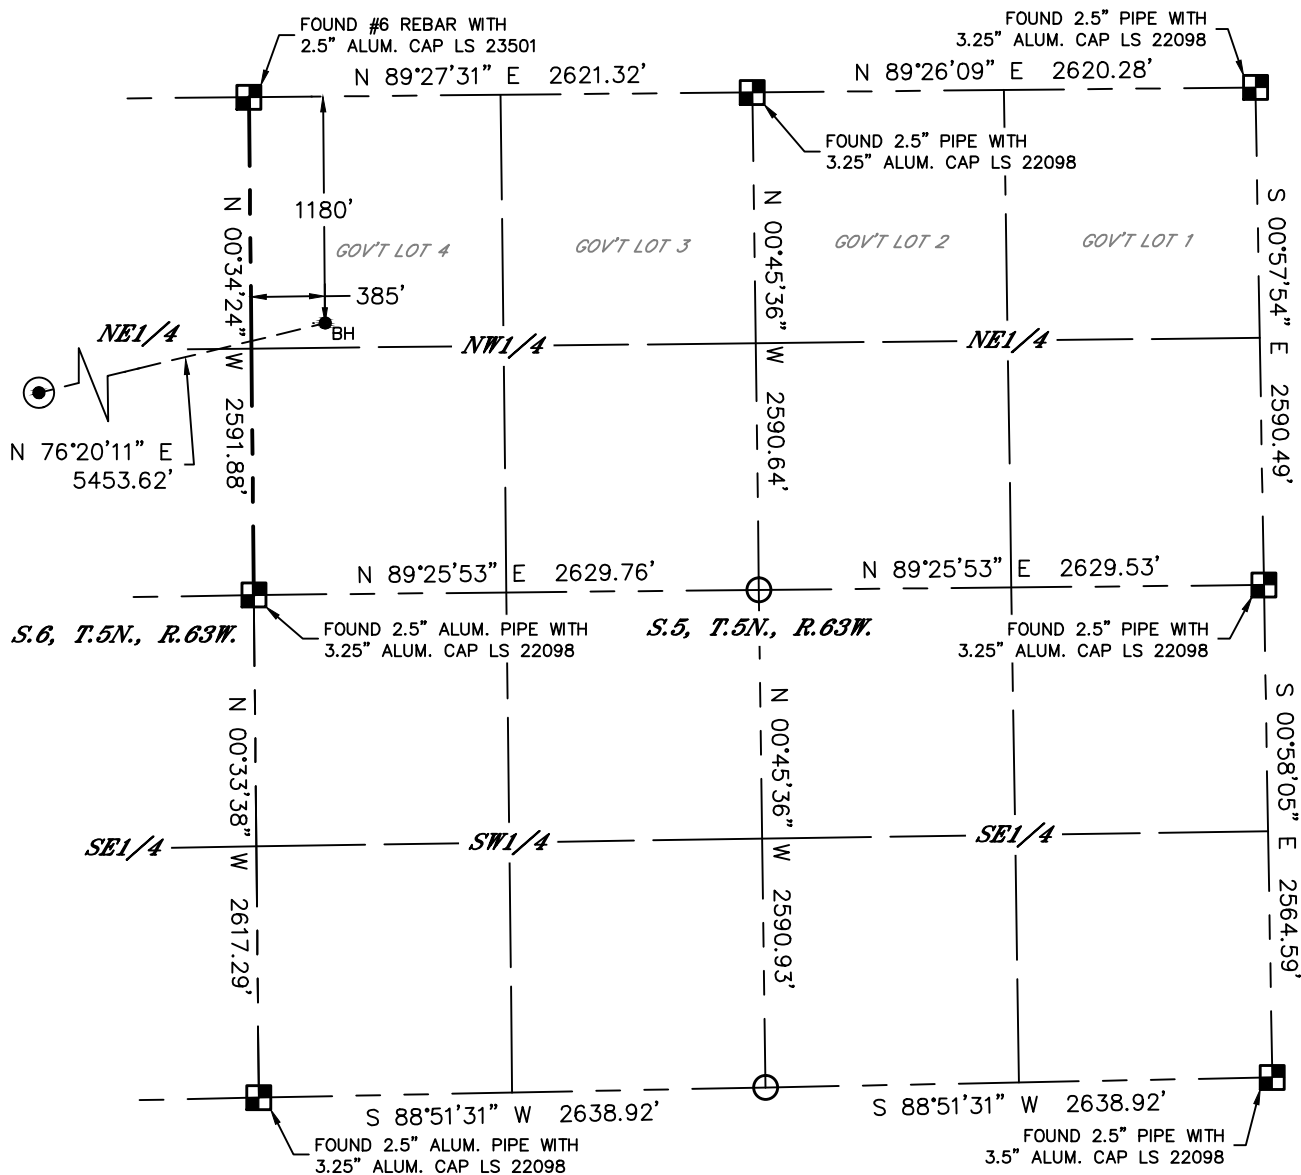 FOUND #6 REBAR WITH
2.5" ALUM. CAP LS 23501
FOUND 2.5" PIPE WITH
3.25" ALUM. CAP LS 22098
N 89°27'31" E 2621.32'
N 89°26'09" E 2620.28'
FOUND 2.5" PIPE WITH
3.25" ALUM. CAP LS 22098
N 00°34'24" W 2591.88'
1180'
GOV'T LOT 4
GOV'T LOT 3
N 00°45'36" W 2590.64'
GOV'T LOT 2
GOV'T LOT 1
S 00°57'54" E 2590.49'
385'
BH
NE1/4
NW1/4
NE1/4
N 76°20'11" E
5453.62'
N 89°25'53" E 2629.76'
N 89°25'53" E 2629.53'
S.6, T.5N., R.63W.
FOUND 2.5" ALUM. PIPE WITH
3.25" ALUM. CAP LS 22098
S.5, T.5N., R.63W.
FOUND 2.5" PIPE WITH
3.25" ALUM. CAP LS 22098
N 00°33'38" W 2617.29'
N 00°45'36" W 2590.93'
S 00°58'05" E 2564.59'
SE1/4
SW1/4
SE1/4
S 88°51'31" W 2638.92'
S 88°51'31" W 2638.92'
FOUND 2.5" ALUM. PIPE WITH
3.25" ALUM. CAP LS 22098
FOUND 2.5" PIPE WITH
3.5" ALUM. CAP LS 22098